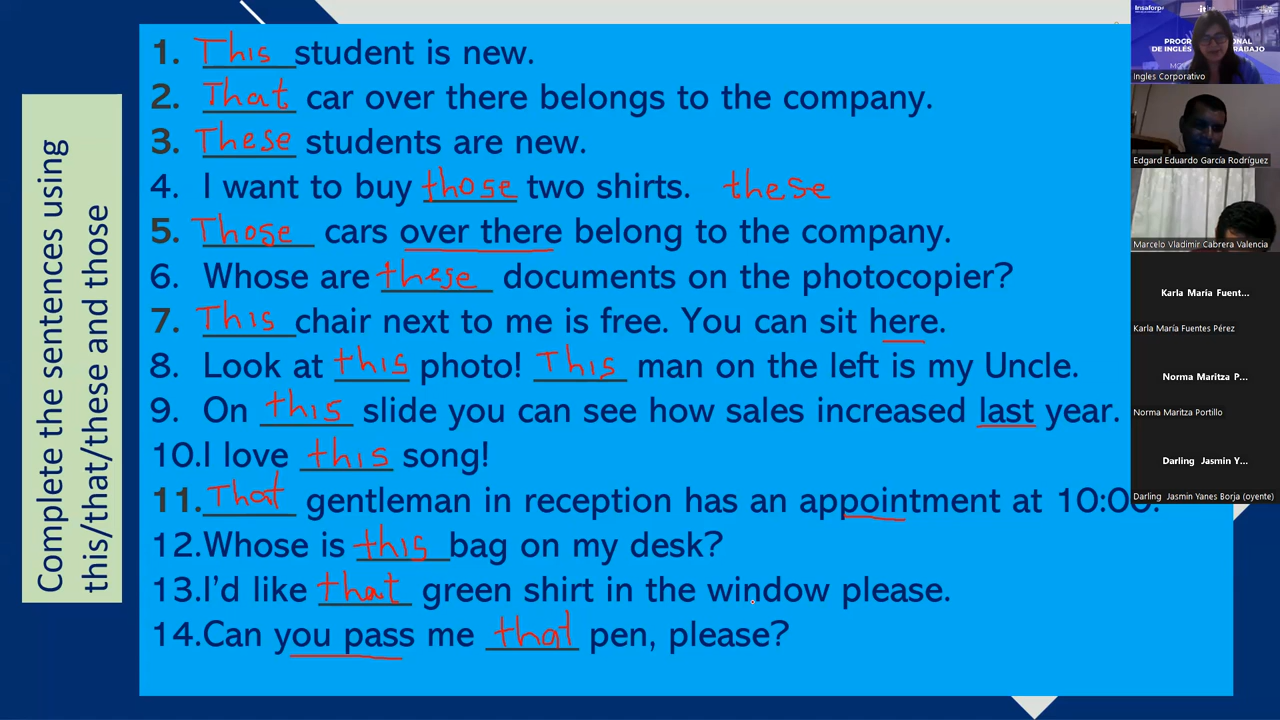 Complete the sentences using
this/that/these and those
1. This student is new.
2. That car over there belongs to the company.
3. These students are new.
4. I want to buy those two shirts. these
5. Those cars over there belong to the company.
6. Whose are these documents on the photocopier?
7. This chair next to me is free. You can sit here.
8. Look at this photo! This man on the left is my Uncle.
9. On this slide you can see how sales increased last year.
10.I love this song!
11. That gentleman in reception has an appointment at 10:00.
12.Whose is this bag on my desk?
13.I'd like that green shirt in the window please.
14.Can you pass me that pen, please?
Insaforp
Ingles Corporativo
Edgard Eduardo García Rodríguez
Marcelo Vladimir Cabrera Valencia
Karla María Fuent...
Karla María Fuentes Pérez
Norma Maritza P...
Norma Maritza Portillo
Darling Jasmin Y...
Darling Jasmin Yanes Borja (oyente)